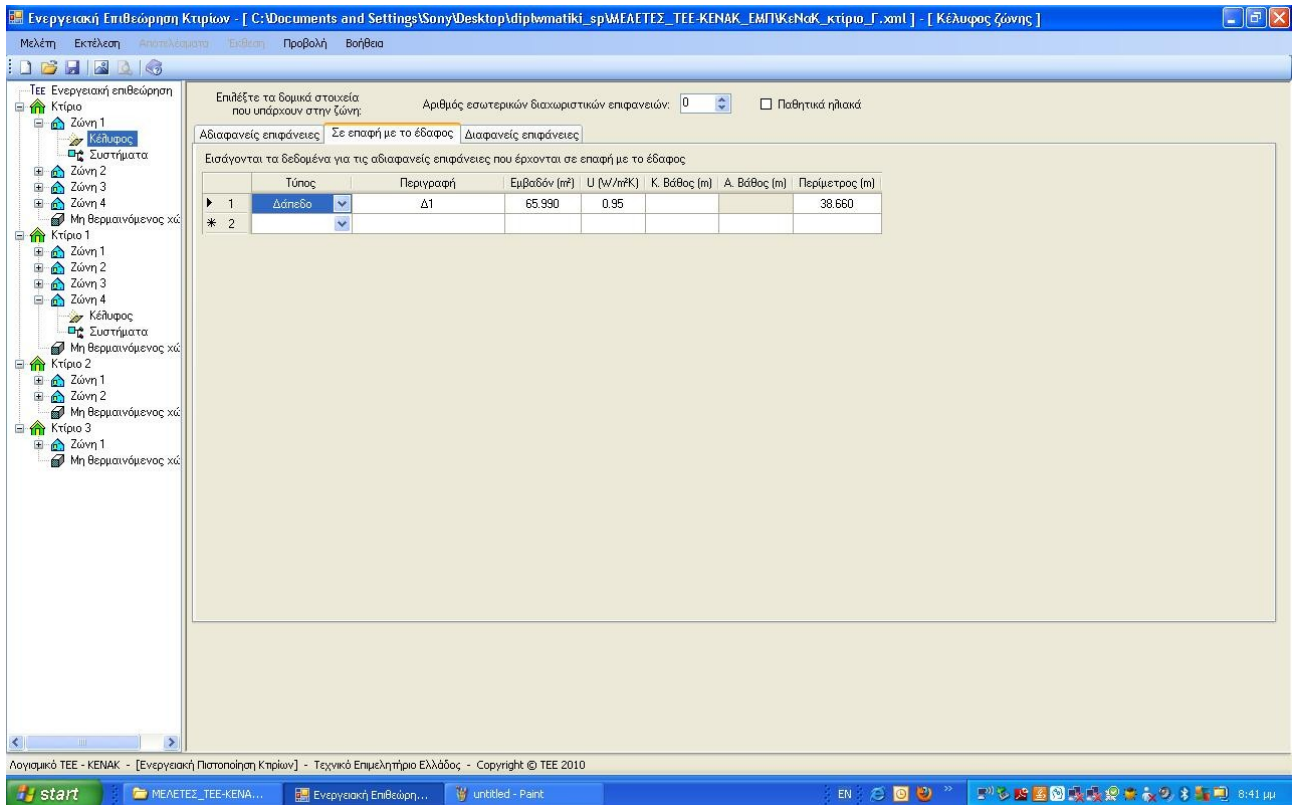 Ενεργειακή Επιθεώρηση Κτιρίων - [ C:\Documents and Settings\Sony\Desktop\diplwmatiki_sp\ΜΕΛΕΤΕΣ_ΤΕΕ-ΚΕΝΑΚ_ΕΜΠ\ΚεΝαΚ_κτίριο_Γ.xml ] - [ Κέλυφος ζώνης ]
Μελέτη Εκτέλεση Αποτελέσματα Έκθεση Προβολή Βοήθεια
ΤΕΕ Ενεργειακή επιθεώρηση
Κτίριο
Ζώνη 1
Κέλυφος
Συστήματα
Ζώνη 2
Ζώνη 3
Ζώνη 4
Μη θερμαινόμενος χώ
Κτίριο 1
Ζώνη 1
Ζώνη 2
Ζώνη 3
Ζώνη 4
Κέλυφος
Συστήματα
Μη θερμαινόμενος χώ
Κτίριο 2
Ζώνη 1
Ζώνη 2
Μη θερμαινόμενος χώ
Κτίριο 3
Ζώνη 1
Μη θερμαινόμενος χώ
Επιλέξτε τα δομικά στοιχεία
που υπάρχουν στην ζώνη:
Αριθμός εσωτερικών διαχωριστικών επιφανειών: 0
Παθητικά ηλιακά
Αδιαφανείς επιφάνειες Σε επαφή με το έδαφος Διαφανείς επιφάνειες
Εισάγονται τα δεδομένα για τις αδιαφανείς επιφάνειες που έρχονται σε επαφή με το έδαφος
Τύπος Περιγραφή Εμβαδόν (m²) U (W/m²K) Κ. Βάθος (m) Α. Βάθος (m) Περίμετρος (m)
1 Δάπεδο Δ1 65.990 0.95 38.660
2
Λογισμικό ΤΕΕ - ΚΕΝΑΚ - [Ενεργειακή Πιστοποίηση Κτιρίων] - Τεχνικό Επιμελητήριο Ελλάδος - Copyright © ΤΕΕ 2010
start ΜΕΛΕΤΕΣ_ΤΕΕ-ΚΕΝΑ... Ενεργειακή Επιθεώρη... untitled - Paint EN 8:41 μμ